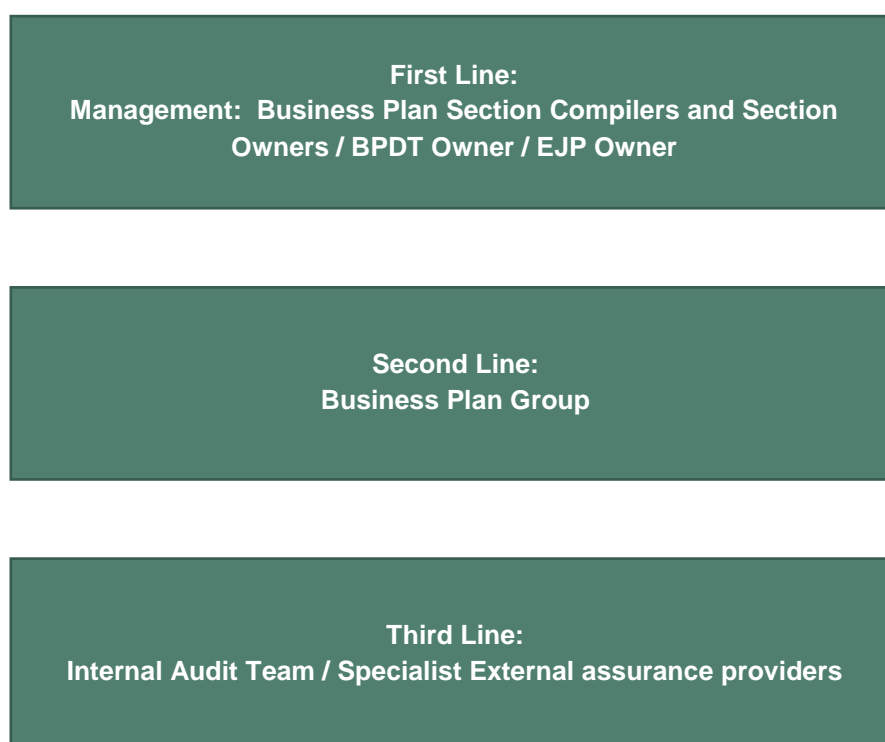 First Line:
Management:  Business Plan Section Compilers and Section
Owners / BPDT Owner / EJP Owner
Second Line:
Business Plan Group
Third Line:
Internal Audit Team / Specialist External assurance providers